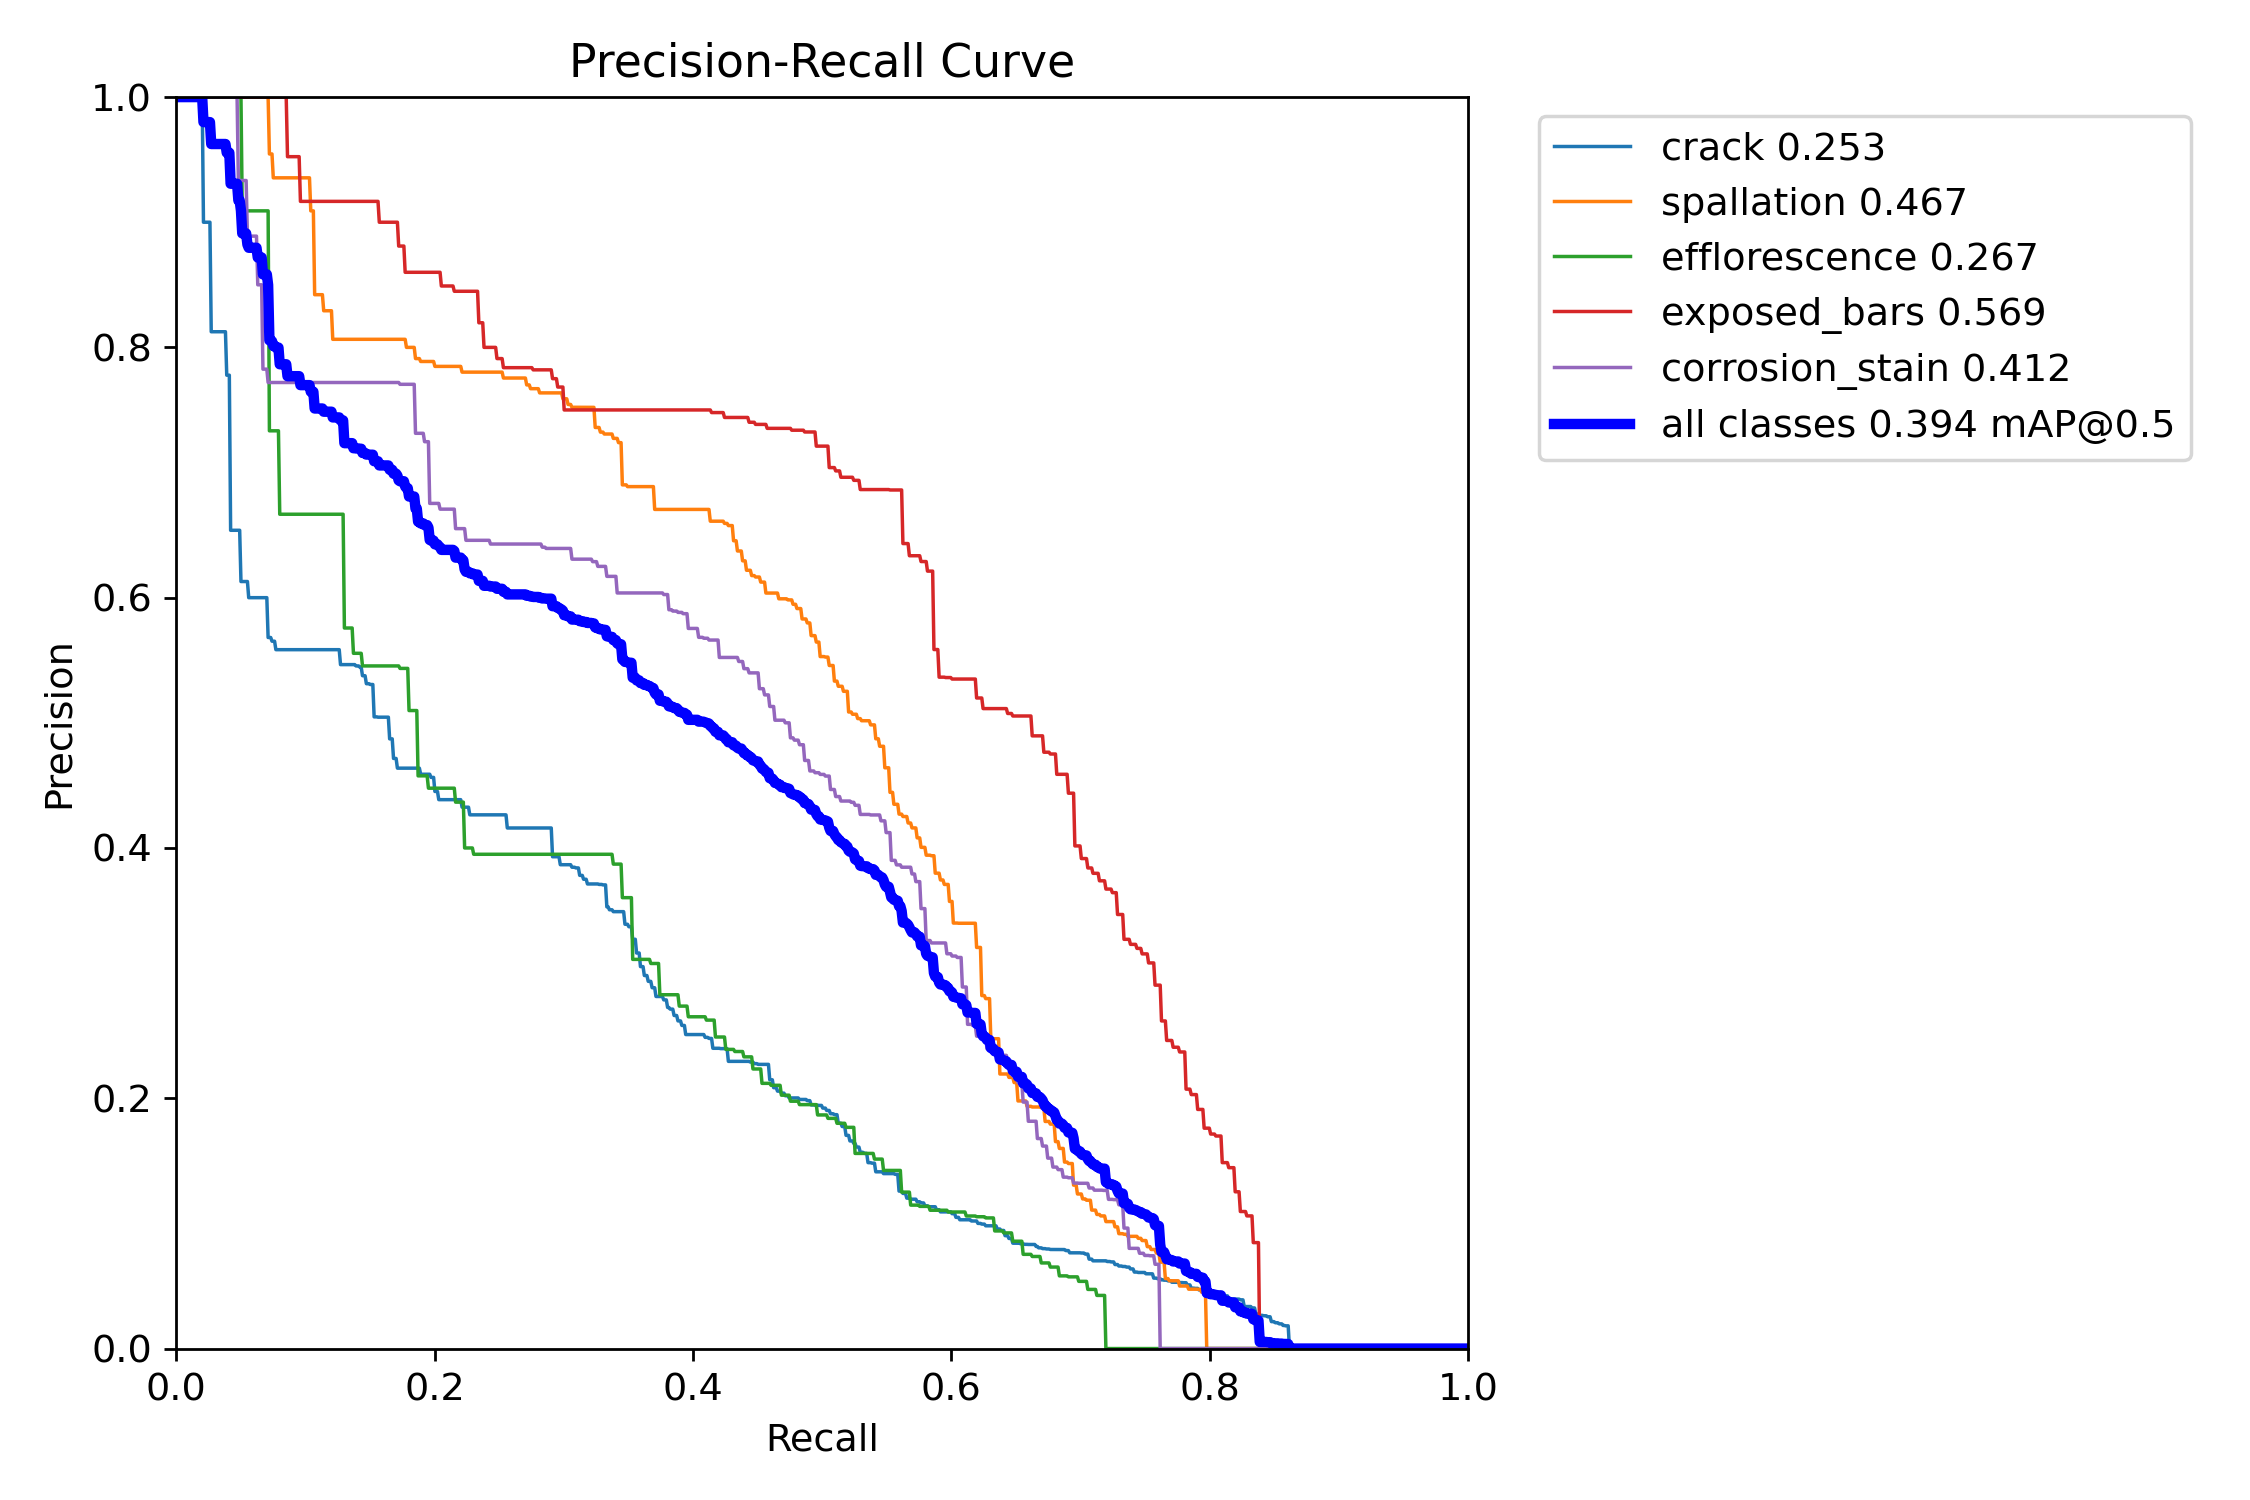 Precision-Recall Curve
1.0
0.8
0.6
0.4
0.2
0.0
Precision
0.0 0.2 0.4 0.6 0.8 1.0
Recall
crack 0.253
spallation 0.467
efflorescence 0.267
exposed_bars 0.569
corrosion_stain 0.412
all classes 0.394 mAP@0.5